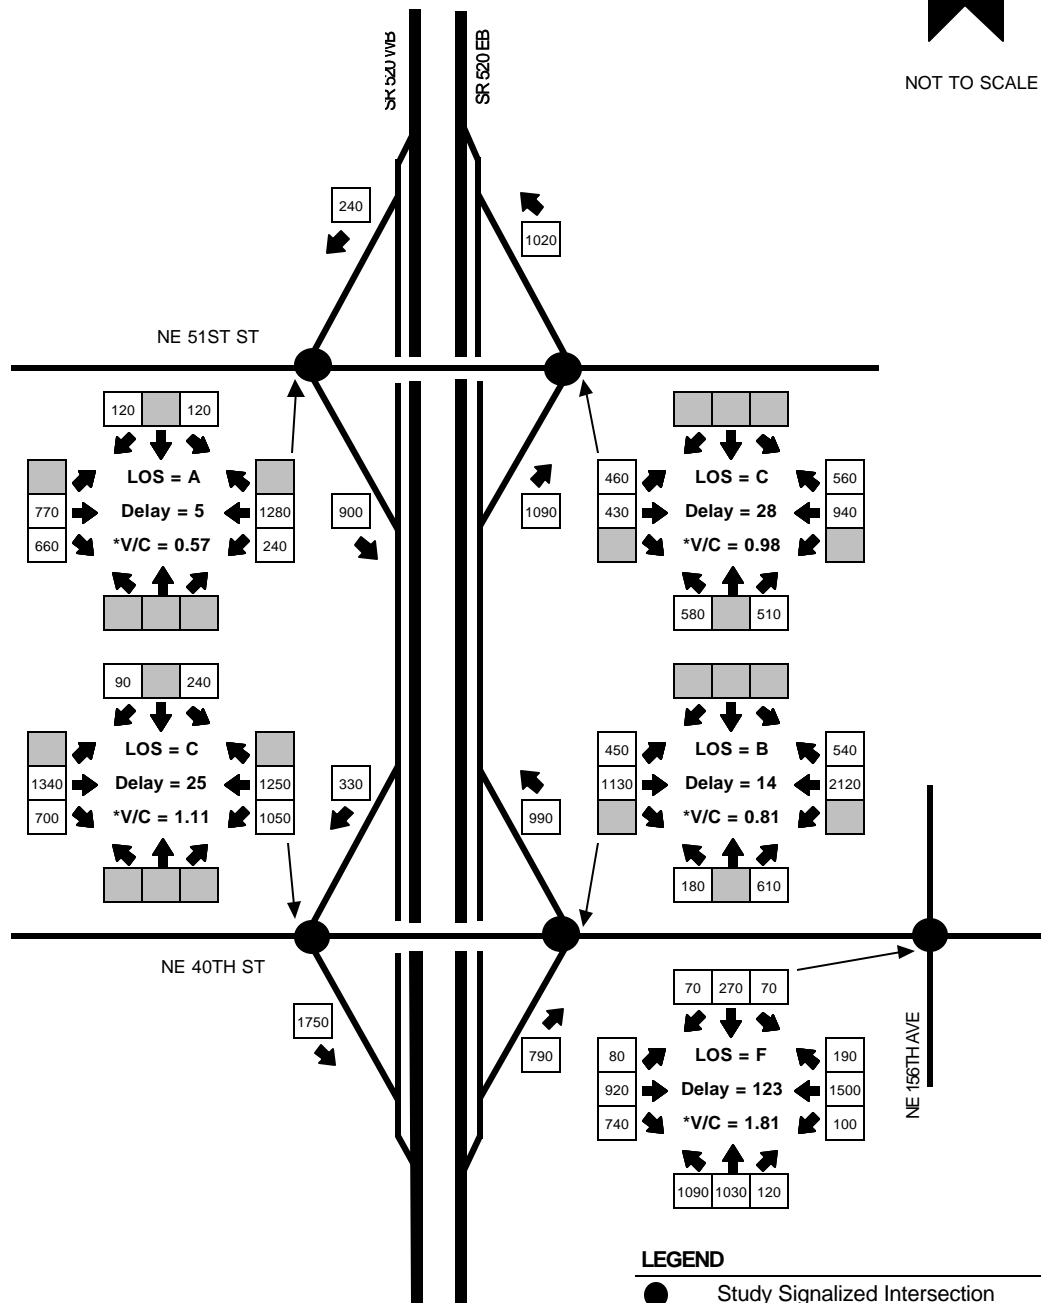 SR 520 WB
SR 520 EB
NOT TO SCALE
240
1020
NE 51ST ST
120 120
LOS = A
770 Delay = 5 1280
660 *V/C = 0.57 240
900
1090
460 LOS = C 560
430 Delay = 28 940
*V/C = 0.98
580 510
90 240
LOS = C
1340 Delay = 25 1250
700 *V/C = 1.11 1050
330
990
450 LOS = B 540
1130 Delay = 14 2120
*V/C = 0.81
180 610
NE 40TH ST
1750
790
70 270 70
80 LOS = F 190
920 Delay = 123 1500
740 *V/C = 1.81 100
1090 1030 120
NE 156TH AVE
LEGEND
Study Signalized Intersection